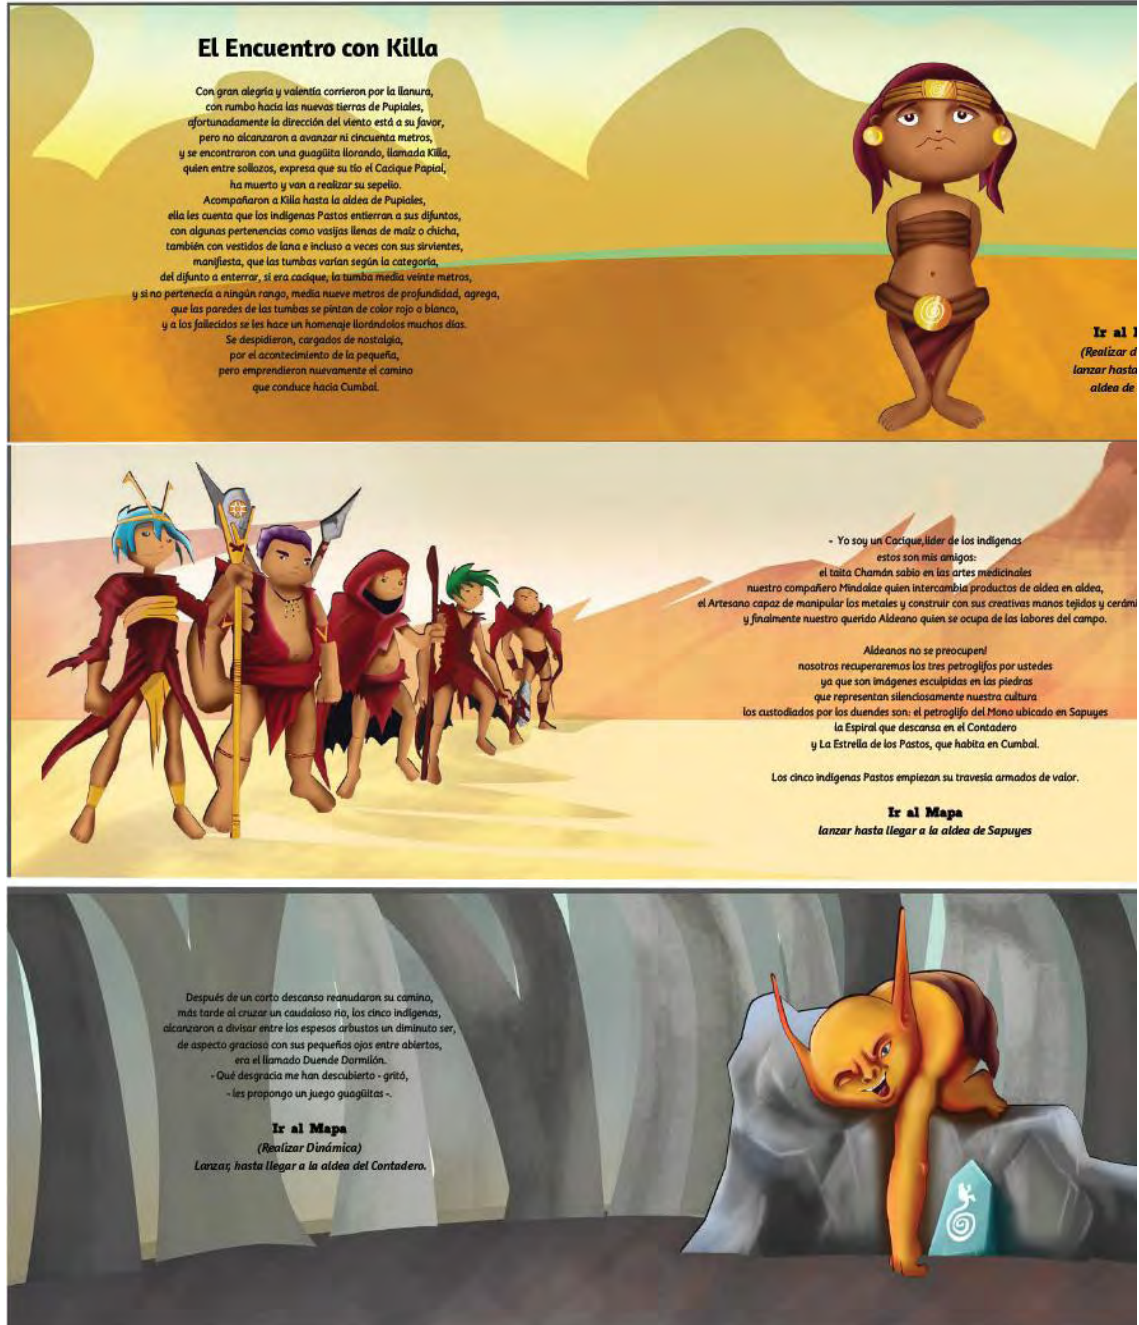 El Encuentro con Killa
Con gran alegría y valentía corrieron por la llanura,
con rumbo hacia las nuevas tierras de Pupiales,
afortunadamente la dirección del viento está a su favor,
pero no alcanzaron a avanzar ni cincuenta metros,
y se encontraron con una guagüita llorando, llamada Killa,
quien entre sollozos, expresa que su tío el Cacique Papial,
ha muerto y van a realizar su sepelio.
Acompañaron a Killa hasta la aldea de Pupiales,
ella les cuenta que los indígenas Pastos entierran a sus difuntos,
con algunas pertenencias como vasijas llenas de maíz o chicha,
también con vestidos de lana e incluso a veces con sus sirvientes,
manifiesta, que las tumbas varían según la categoría,
del difunto a enterrar, si era cacique, la tumba media veinte metros,
y si no pertenecía a ningún rango, media nueve metros de profundidad, agrega,
que las paredes de las tumbas se pintan de color rojo o blanco,
y a los fallecidos se les hace un homenaje llorándolos muchos días.
Se despidieron, cargados de nostalgia,
por el acontecimiento de la pequeña,
pero emprendieron nuevamente el camino
que conduce hacia Cumbal.
Ir al
(Realizar d
lanzar hasta
aldea de
- Yo soy un Cacique,lider de los indígenas
estos son mis amigos:
el taita Chamán sabio en las artes medicinales
nuestro compañero Mindalae quien intercambia productos de aldea en aldea,
el Artesano capaz de manipular los metales y construir con sus creativas manos tejidos y cerámi
y finalmente nuestro querido Aldeano quien se ocupa de las labores del campo.
Aldeanos no se preocupen!
nosotros recuperaremos los tres petroglifos por ustedes
ya que son imágenes esculpidas en las piedras
que representan silenciosamente nuestra cultura
los custodiados por los duendes son: el petroglifo del Mono ubicado en Sapuyes
la Espiral que descansa en el Contadero
y La Estrella de los Pastos, que habita en Cumbal.
Los cinco indígenas Pastos empiezan su travesía armados de valor.
Ir al Mapa
lanzar hasta llegar a la aldea de Sapuyes
Después de un corto descanso reanudaron su camino,
más tarde al cruzar un caudaloso río, los cinco indígenas,
alcanzaron a divisar entre los espesos arbustos un diminuto ser,
de aspecto gracioso con sus pequeños ojos entre abiertos,
era el llamado Duende Dormilón.
- Qué desgracia me han descubierto - gritó,
- les propongo un juego guagüitas -.
Ir al Mapa
(Realizar Dinámica)
Lanzar, hasta llegar a la aldea del Contadero.